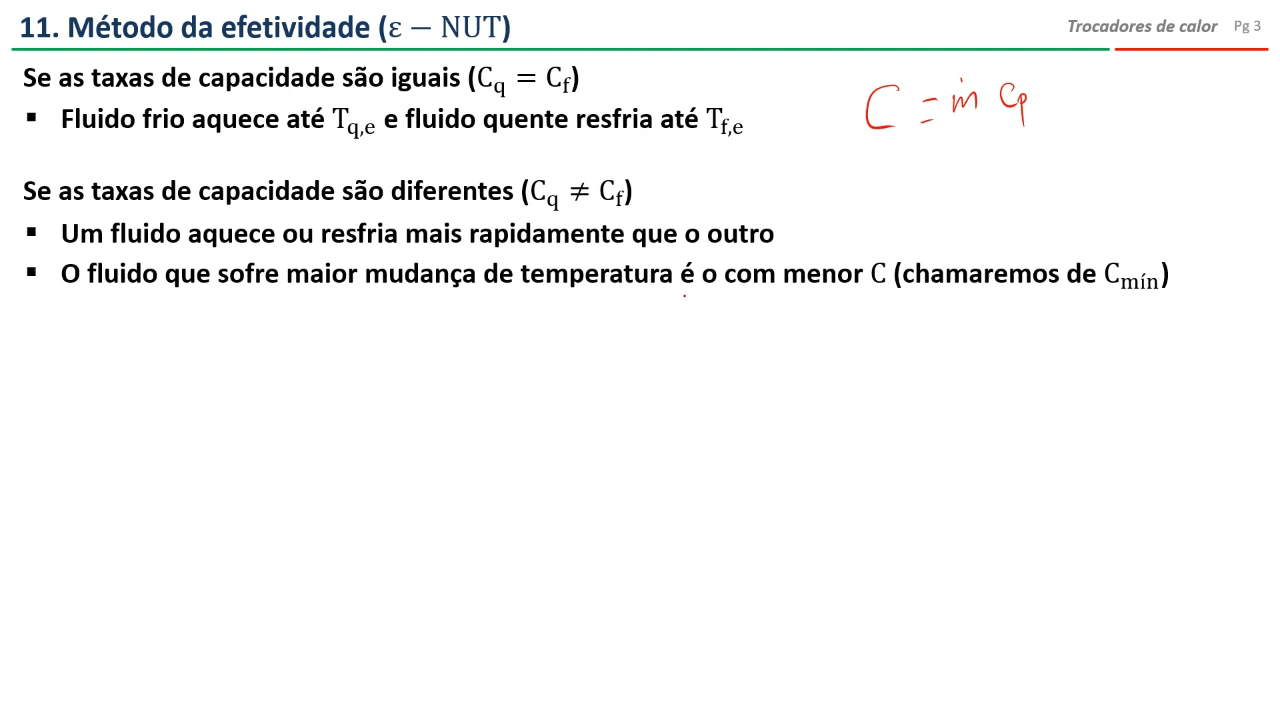 11. Método da efetividade (ε − NUT)
Trocadores de calor Pg 3
Se as taxas de capacidade são iguais (Cq = Cf)
C = ṁ Cp
▪ Fluido frio aquece até Tq,e e fluido quente resfria até Tf,e
Se as taxas de capacidade são diferentes (Cq ≠ Cf)
▪ Um fluido aquece ou resfria mais rapidamente que o outro
▪ O fluido que sofre maior mudança de temperatura é o com menor C (chamaremos de Cmín)